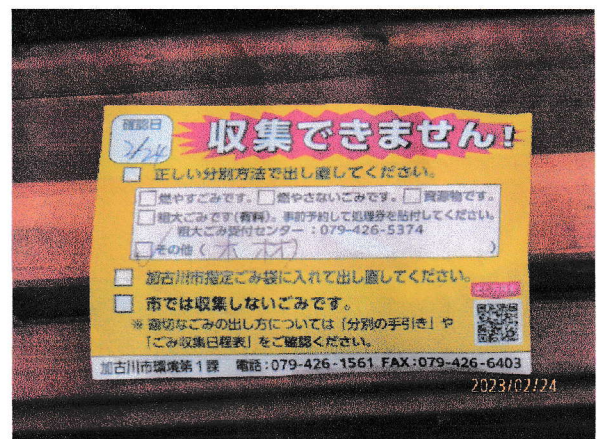 確認日
2/24
収集できません!
□ 正しい分別方法で出し直してください。
□燃やすごみです。 □燃やさないごみです。 □資源物です。
□粗大ごみです(有料)。事前予約して処理券を貼付してください。
粗大ごみ受付センター:079-426-5374
□その他( 木材 )
□ 加古川市指定ごみ袋に入れて出し直してください。
□ 市では収集しないごみです。
※ 適切なごみの出し方については「分別の手引き」や
「ごみ収集日程表」をご確認ください。
加古川市環境第1課 電話:079-426-1561 FAX:079-426-6403
2023/02/24